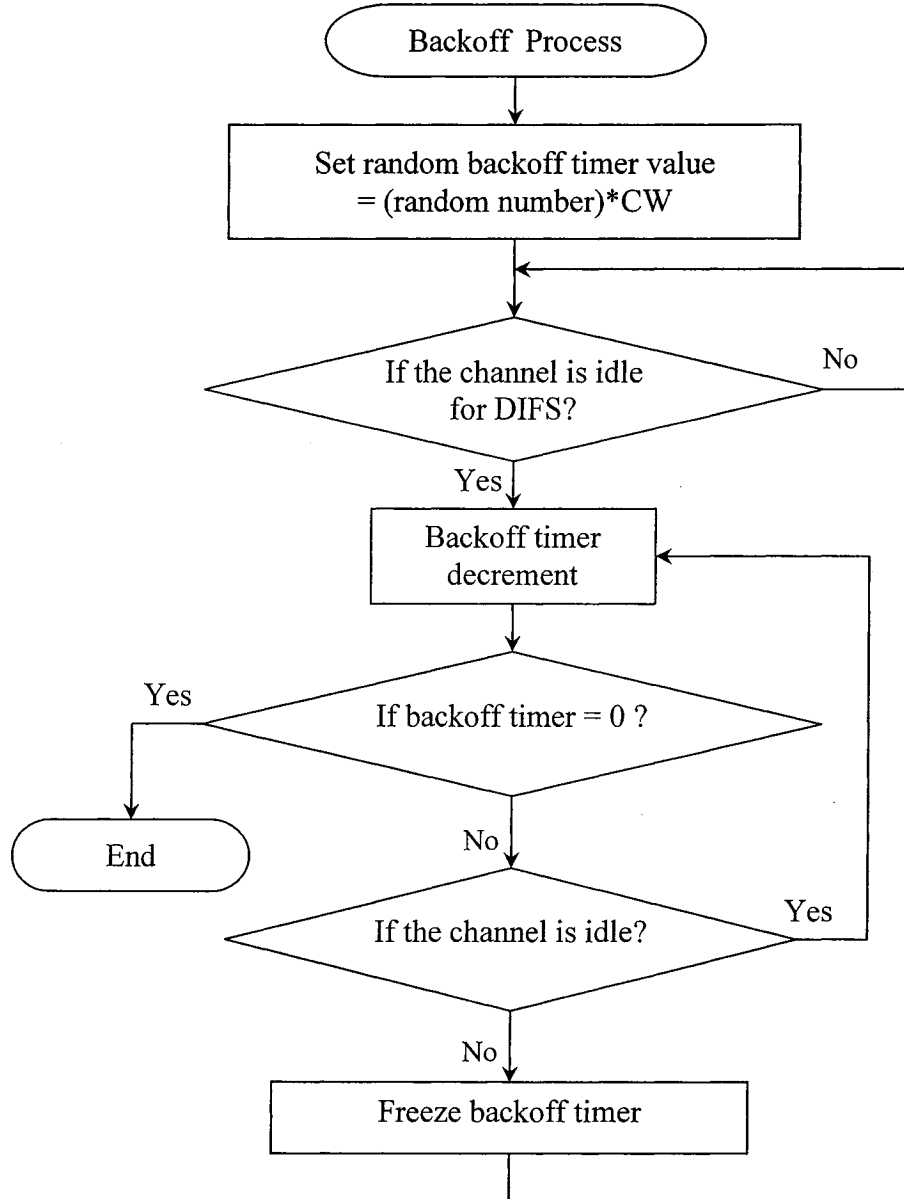 Backoff Process
Set random backoff timer value
= (random number)*CW
If the channel is idle
for DIFS?
No
Yes
Backoff timer
decrement
Yes
If backoff timer = 0 ?
No
End
If the channel is idle?
Yes
No
Freeze backoff timer